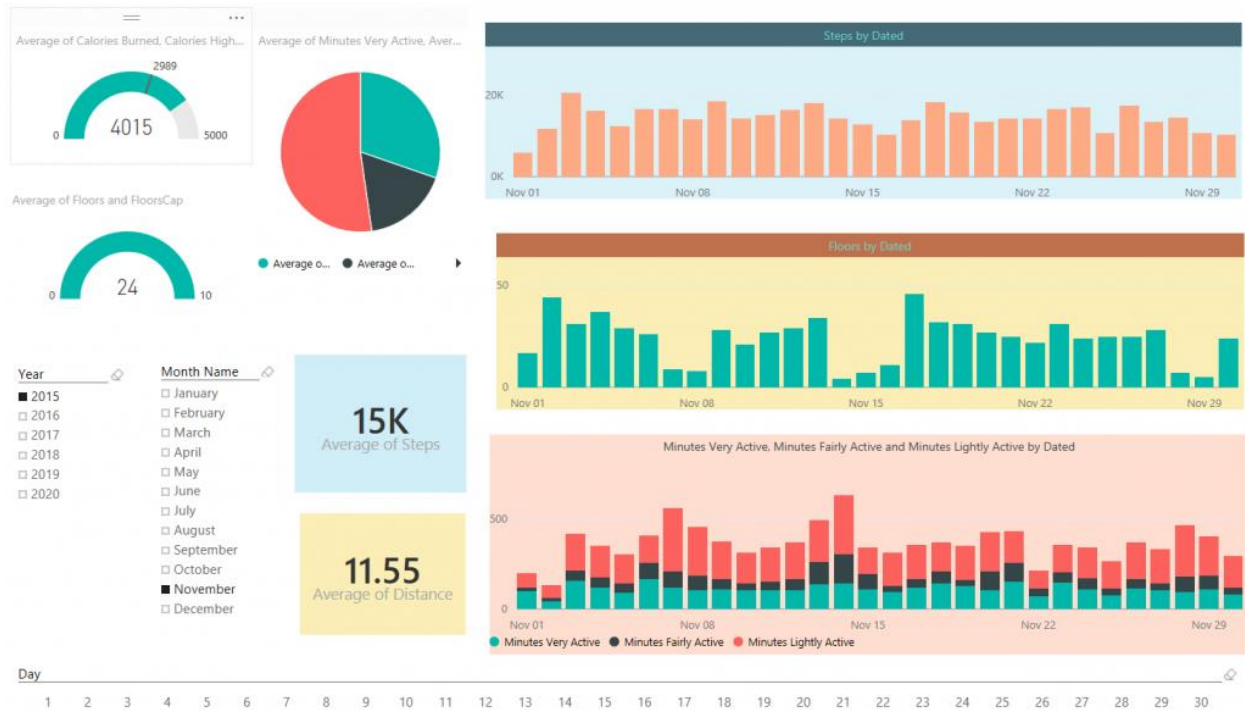 Average of Calories Burned, Calories High...
2989
0
4015
5000
Average of Minutes Very Active, Aver...
Average o...
Average o...
Average of Floors and FloorsCap
0
24
10
Steps by Dated
20K
0K
Nov 01
Nov 08
Nov 15
Nov 22
Nov 29
Floors by Dated
50
0
Nov 01
Nov 08
Nov 15
Nov 22
Nov 29
Year
2015
2016
2017
2018
2019
2020
Month Name
January
February
March
April
May
June
July
August
September
October
November
December
15K
Average of Steps
11.55
Average of Distance
Minutes Very Active, Minutes Fairly Active and Minutes Lightly Active by Dated
500
0
Nov 01
Nov 08
Nov 15
Nov 22
Nov 29
Minutes Very Active
Minutes Fairly Active
Minutes Lightly Active
Day
1 2 3 4 5 6 7 8 9 10 11 12 13 14 15 16 17 18 19 20 21 22 23 24 25 26 27 28 29 30